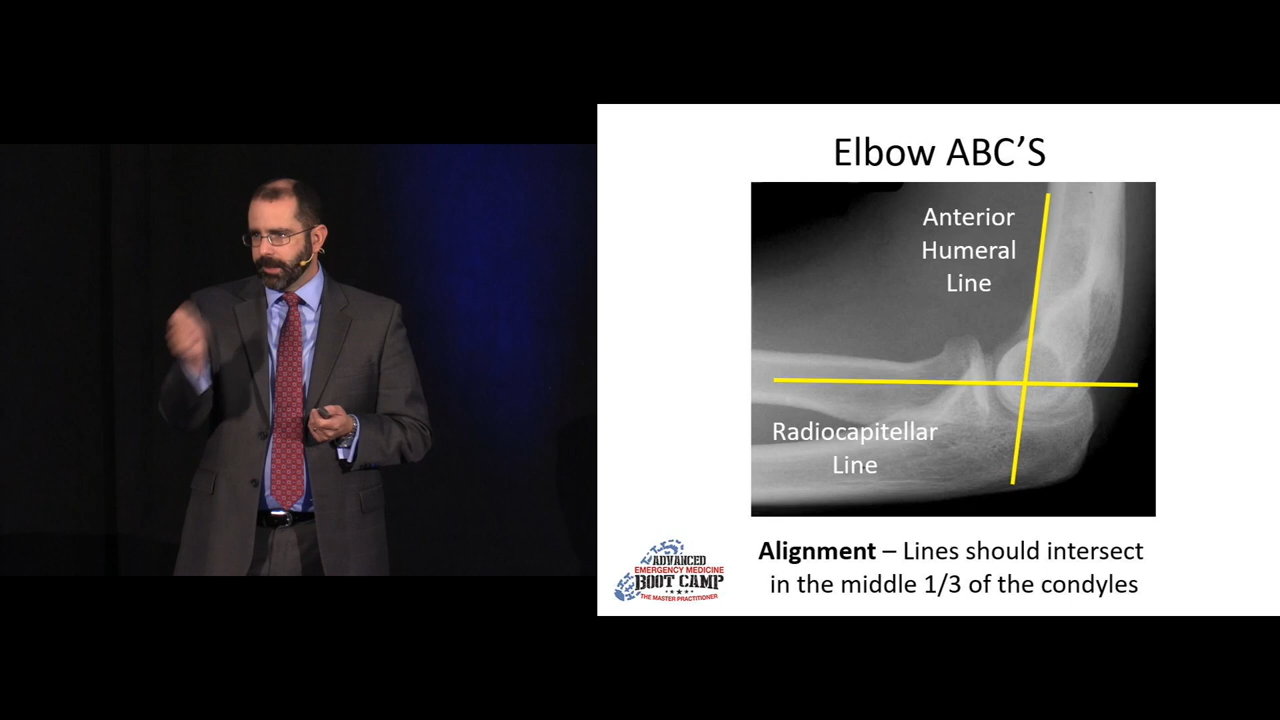 Elbow ABC’S
Anterior
Humeral
Line
Radiocapitellar
Line
Alignment – Lines should intersect
in the middle 1/3 of the condyles
ADVANCED
EMERGENCY MEDICINE
BOOT CAMP
THE MASTER PRACTITIONER